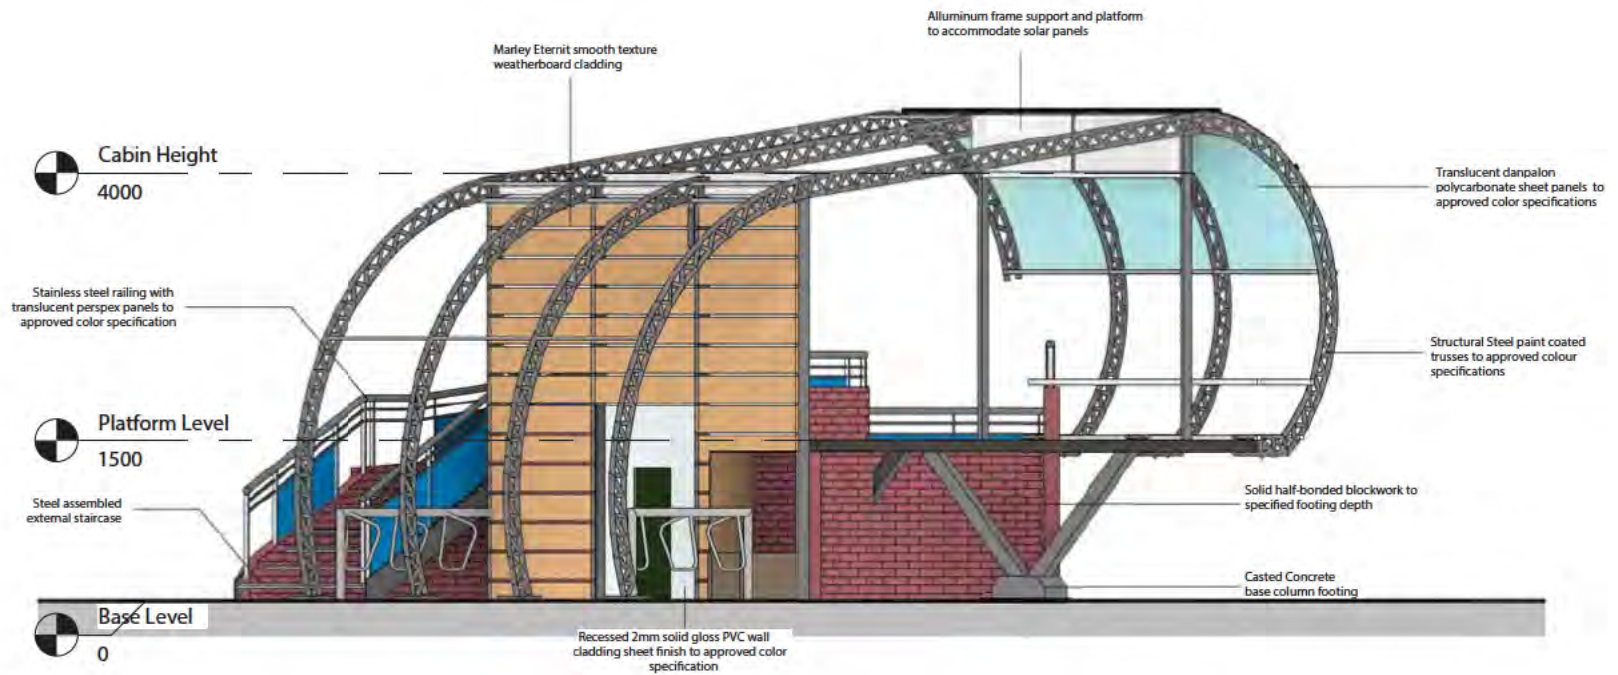 Alluminum frame support and platform
to accommodate solar panels
Marley Eternit smooth texture
weatherboard cladding
Cabin Height
4000
Translucent danpalon
polycarbonate sheet panels to
approved color specifications
Stainless steel railing with
translucent perspex panels to
approved color specification
Structural Steel paint coated
trusses to approved colour
specifications
Platform Level
1500
Steel assembled
external staircase
Solid half-bonded blockwork to
specified footing depth
Casted Concrete
base column footing
Base Level
0
Recessed 2mm solid gloss PVC wall
cladding sheet finish to approved color
specification